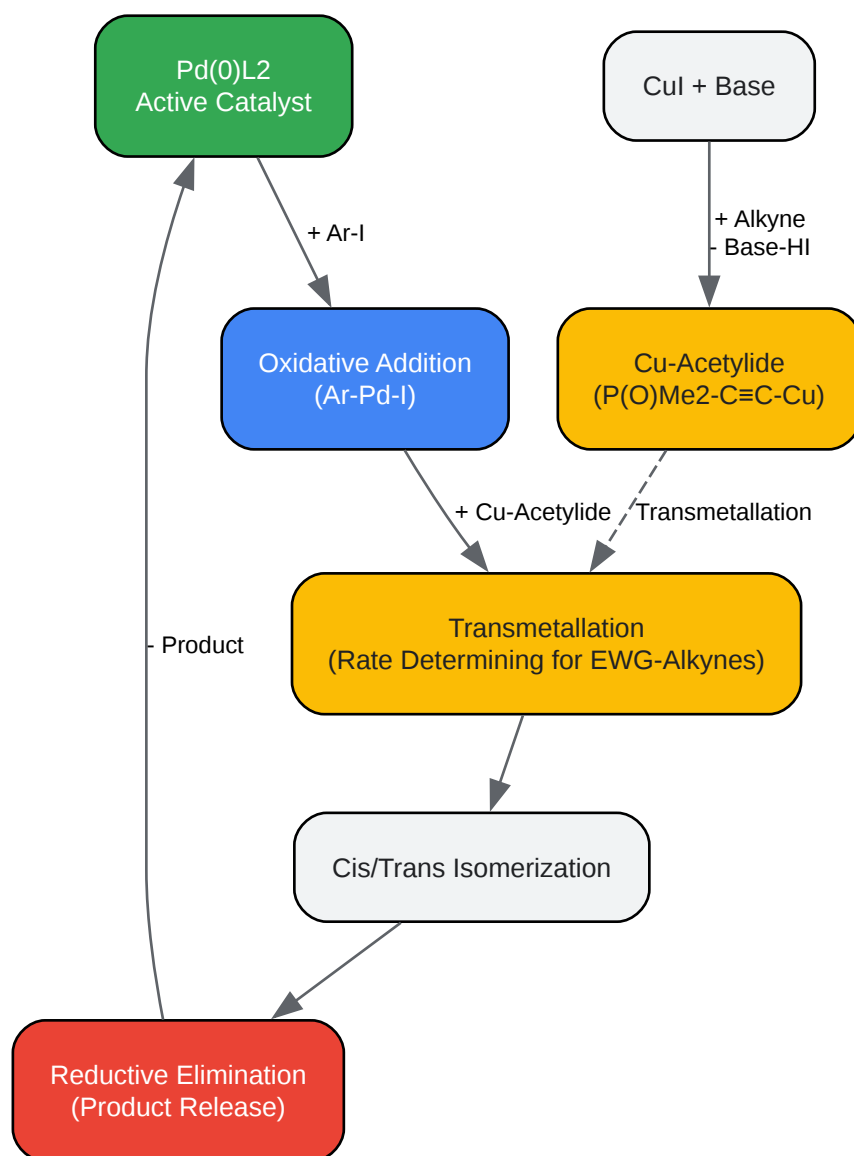 Pd(0)L2
Active Catalyst
CuI + Base
+ Ar-I
+ Alkyne
- Base-HI
Oxidative Addition
(Ar-Pd-I)
Cu-Acetylide
(P(O)Me2-C≡C-Cu)
+ Cu-Acetylide
Transmetallation
Transmetallation
(Rate Determining for EWG-Alkynes)
- Product
Cis/Trans Isomerization
Reductive Elimination
(Product Release)